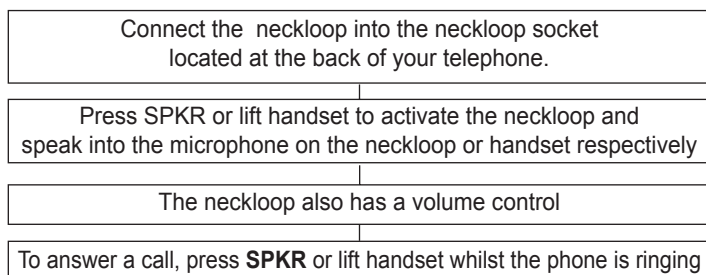 Connect the neckloop into the neckloop socket
located at the back of your telephone.
Press SPKR or lift handset to activate the neckloop and
speak into the microphone on the neckloop or handset respectively
The neckloop also has a volume control
To answer a call, press SPKR or lift handset whilst the phone is ringing